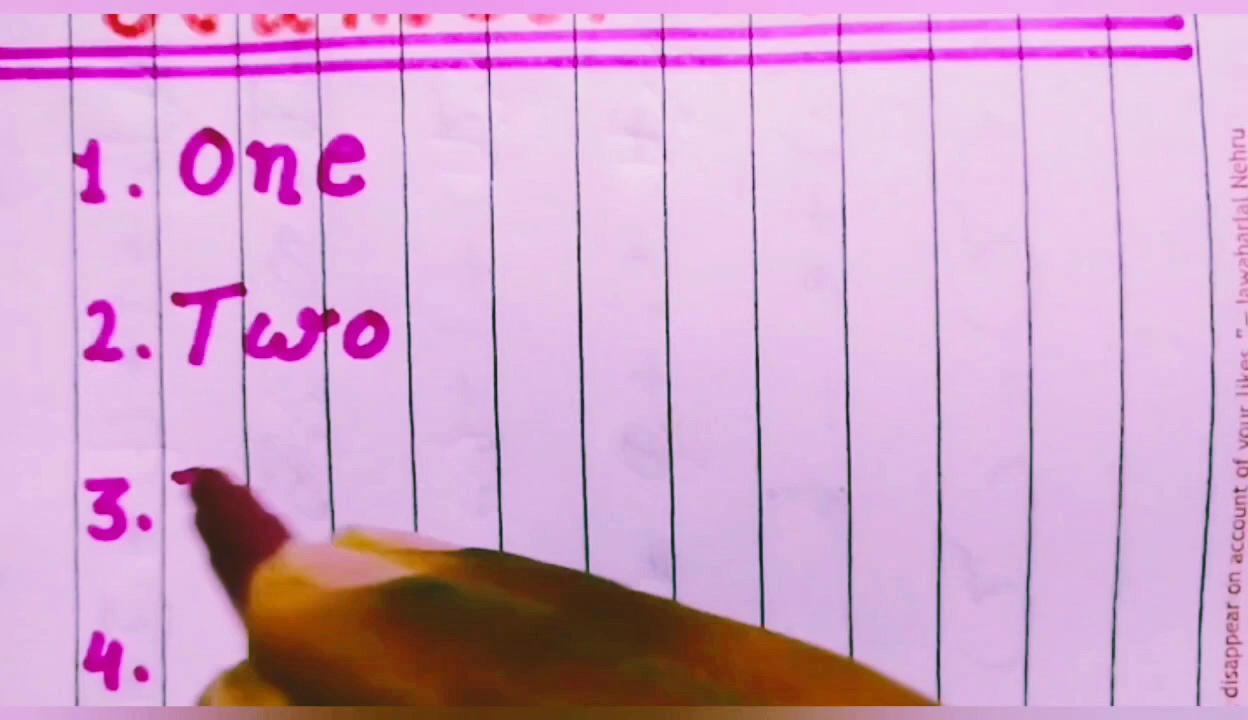 1. One
2. Two
3.
4.
disappear on account of your likes." – Jawaharlal Nehru